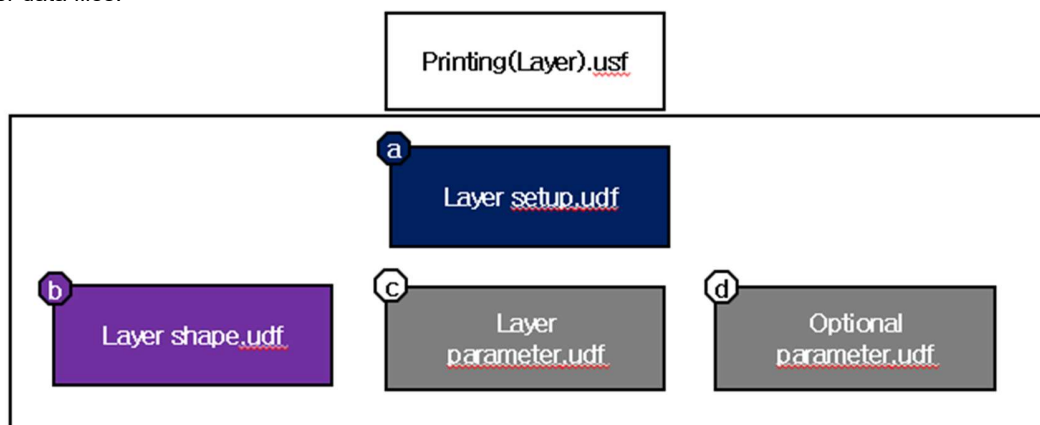 Printing(Layer).usf
a
Layer setup.udf
b
Layer shape.udf
c
Layer
parameter.udf
d
Optional
parameter.udf